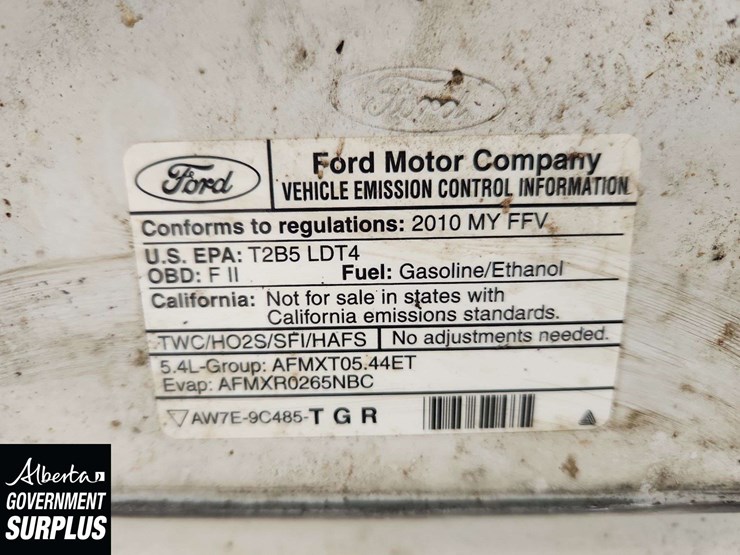 Ford
Ford
Ford Motor Company
VEHICLE EMISSION CONTROL INFORMATION
Conforms to regulations: 2010 MY FFV
U.S. EPA: T2B5 LDT4
OBD: F II Fuel: Gasoline/Ethanol
California: Not for sale in states with
California emissions standards.
TWC/HO2S/SFI/HAFS No adjustments needed.
5.4L-Group: AFMXT05.44ET
Evap: AFMXR0265NBC
AW7E-9C485-T G R
Alberta
GOVERNMENT
SURPLUS